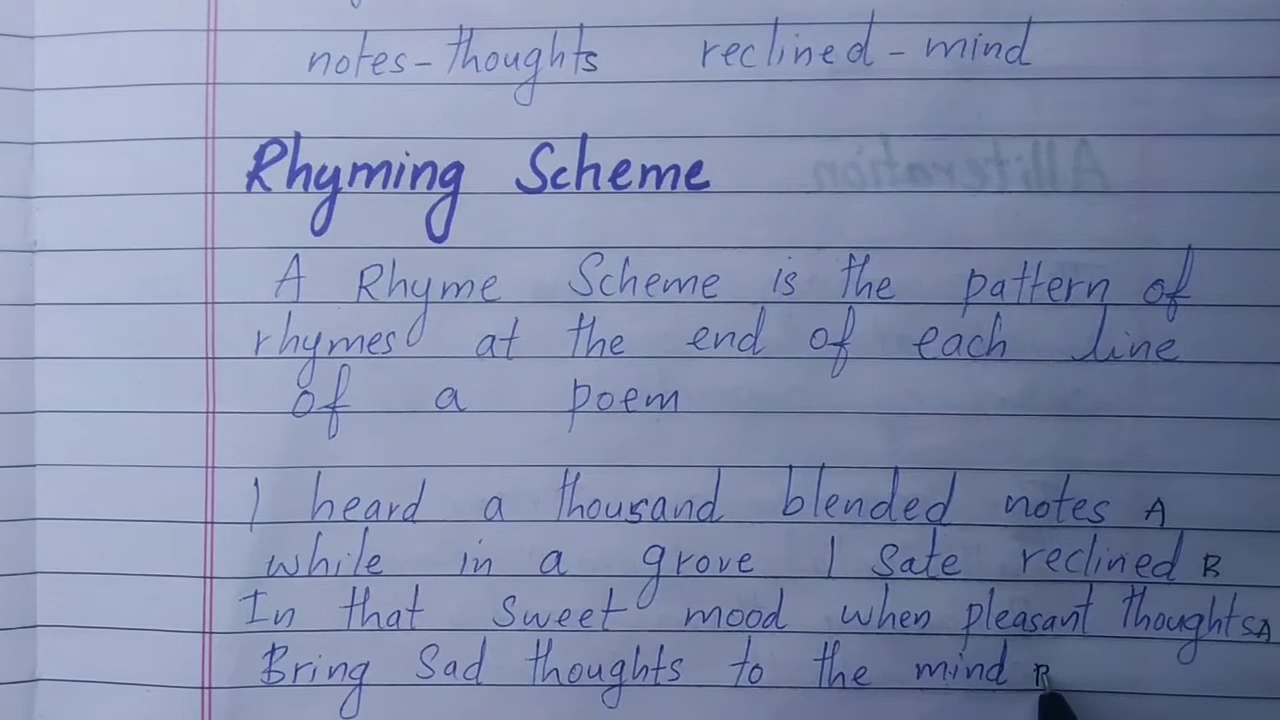 notes-thoughts reclined-mind
Rhyming Scheme
A Rhyme Scheme is the pattern of
rhymes at the end of each line
of a poem
I heard a thousand blended notes A
while in a grove I sate reclined B
In that sweet mood when pleasant thoughts A
Bring Sad thoughts to the mind B